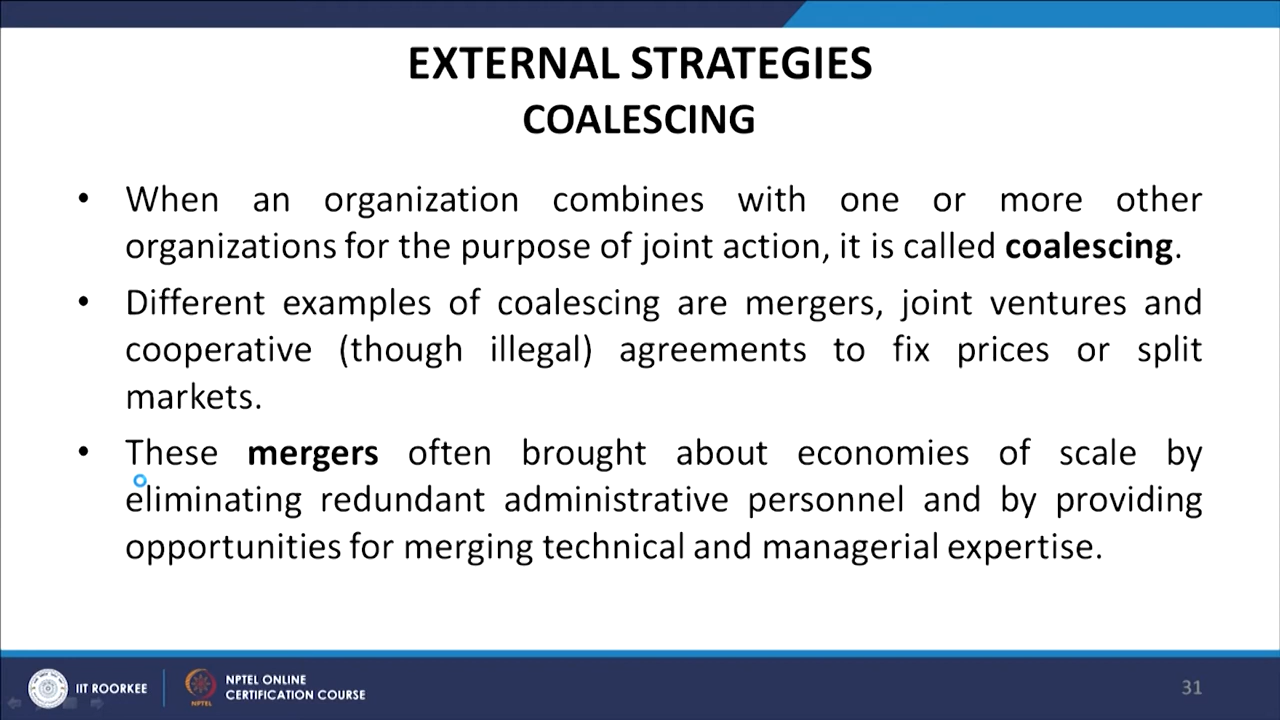 EXTERNAL STRATEGIES
COALESCING
• When an organization combines with one or more other
organizations for the purpose of joint action, it is called coalescing.
• Different examples of coalescing are mergers, joint ventures and
cooperative (though illegal) agreements to fix prices or split
markets.
• These mergers often brought about economies of scale by
eliminating redundant administrative personnel and by providing
opportunities for merging technical and managerial expertise.
IIT ROORKEE
NPTEL
NPTEL ONLINE
CERTIFICATION COURSE
31